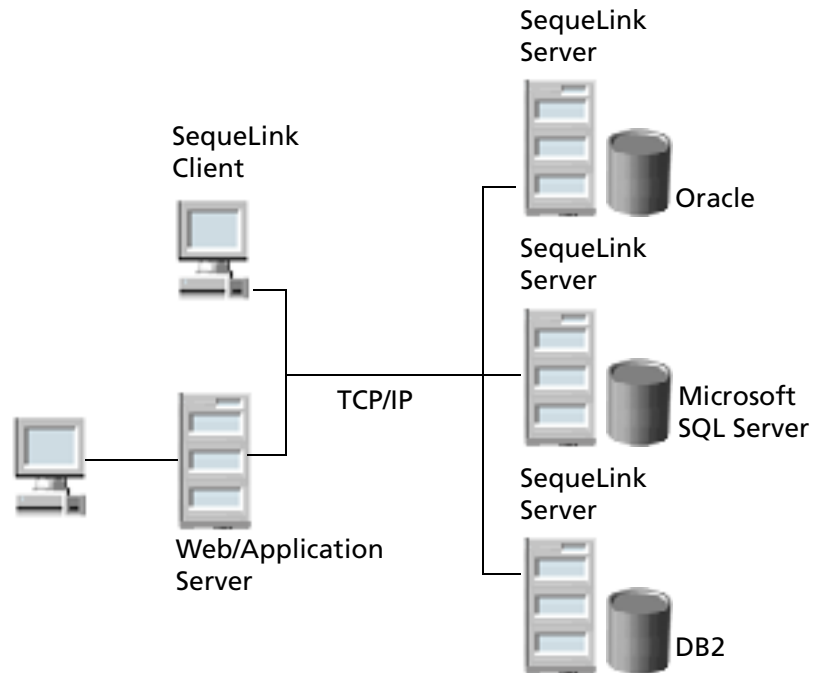 SequeLink
Server
SequeLink
Client
Oracle
SequeLink
Server
TCP/IP
Microsoft
SQL Server
SequeLink
Server
Web/Application
Server
DB2